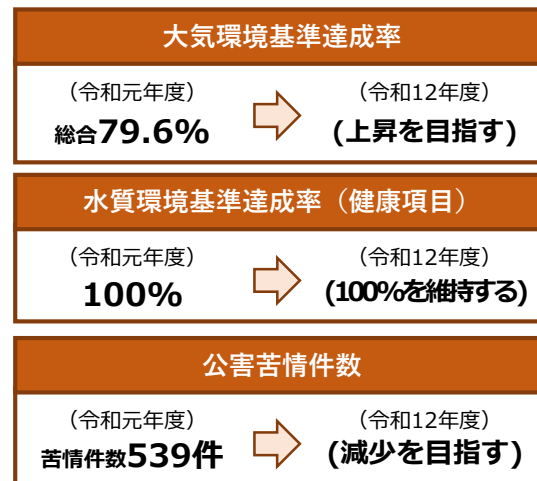 大気環境基準達成率
（令和元年度） （令和12年度）
総合79.6% (上昇を目指す)
水質環境基準達成率（健康項目）
（令和元年度） （令和12年度）
100% (100%を維持する)
公害苦情件数
（令和元年度） （令和12年度）
苦情件数539件 (減少を目指す)